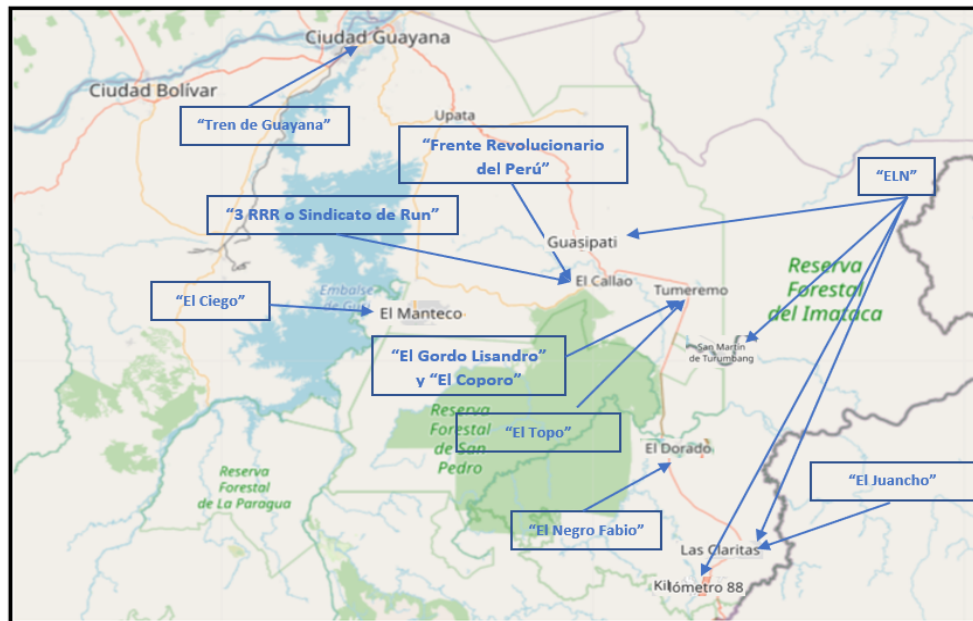 Ciudad Guayana
Ciudad Bolívar
“Tren de Guayana”
Upata
“Frente Revolucionario
del Perú”
“ELN”
“3 RRR o Sindicato de Run”
Guasipati
El Callao
Tumeremo
Reserva
Forestal
del Imataca
“El Ciego”
Embalse
de Guri
El Manteco
San Martín
de Turumbang
“El Gordo Lisandro”
y “El Coporo”
Reserva
Forestal
de San
Pedro
“El Topo”
El Dorado
Reserva
Forestal
de La Paragua
“El Juancho”
“El Negro Fabio”
Las Claritas
Kilómetro 88